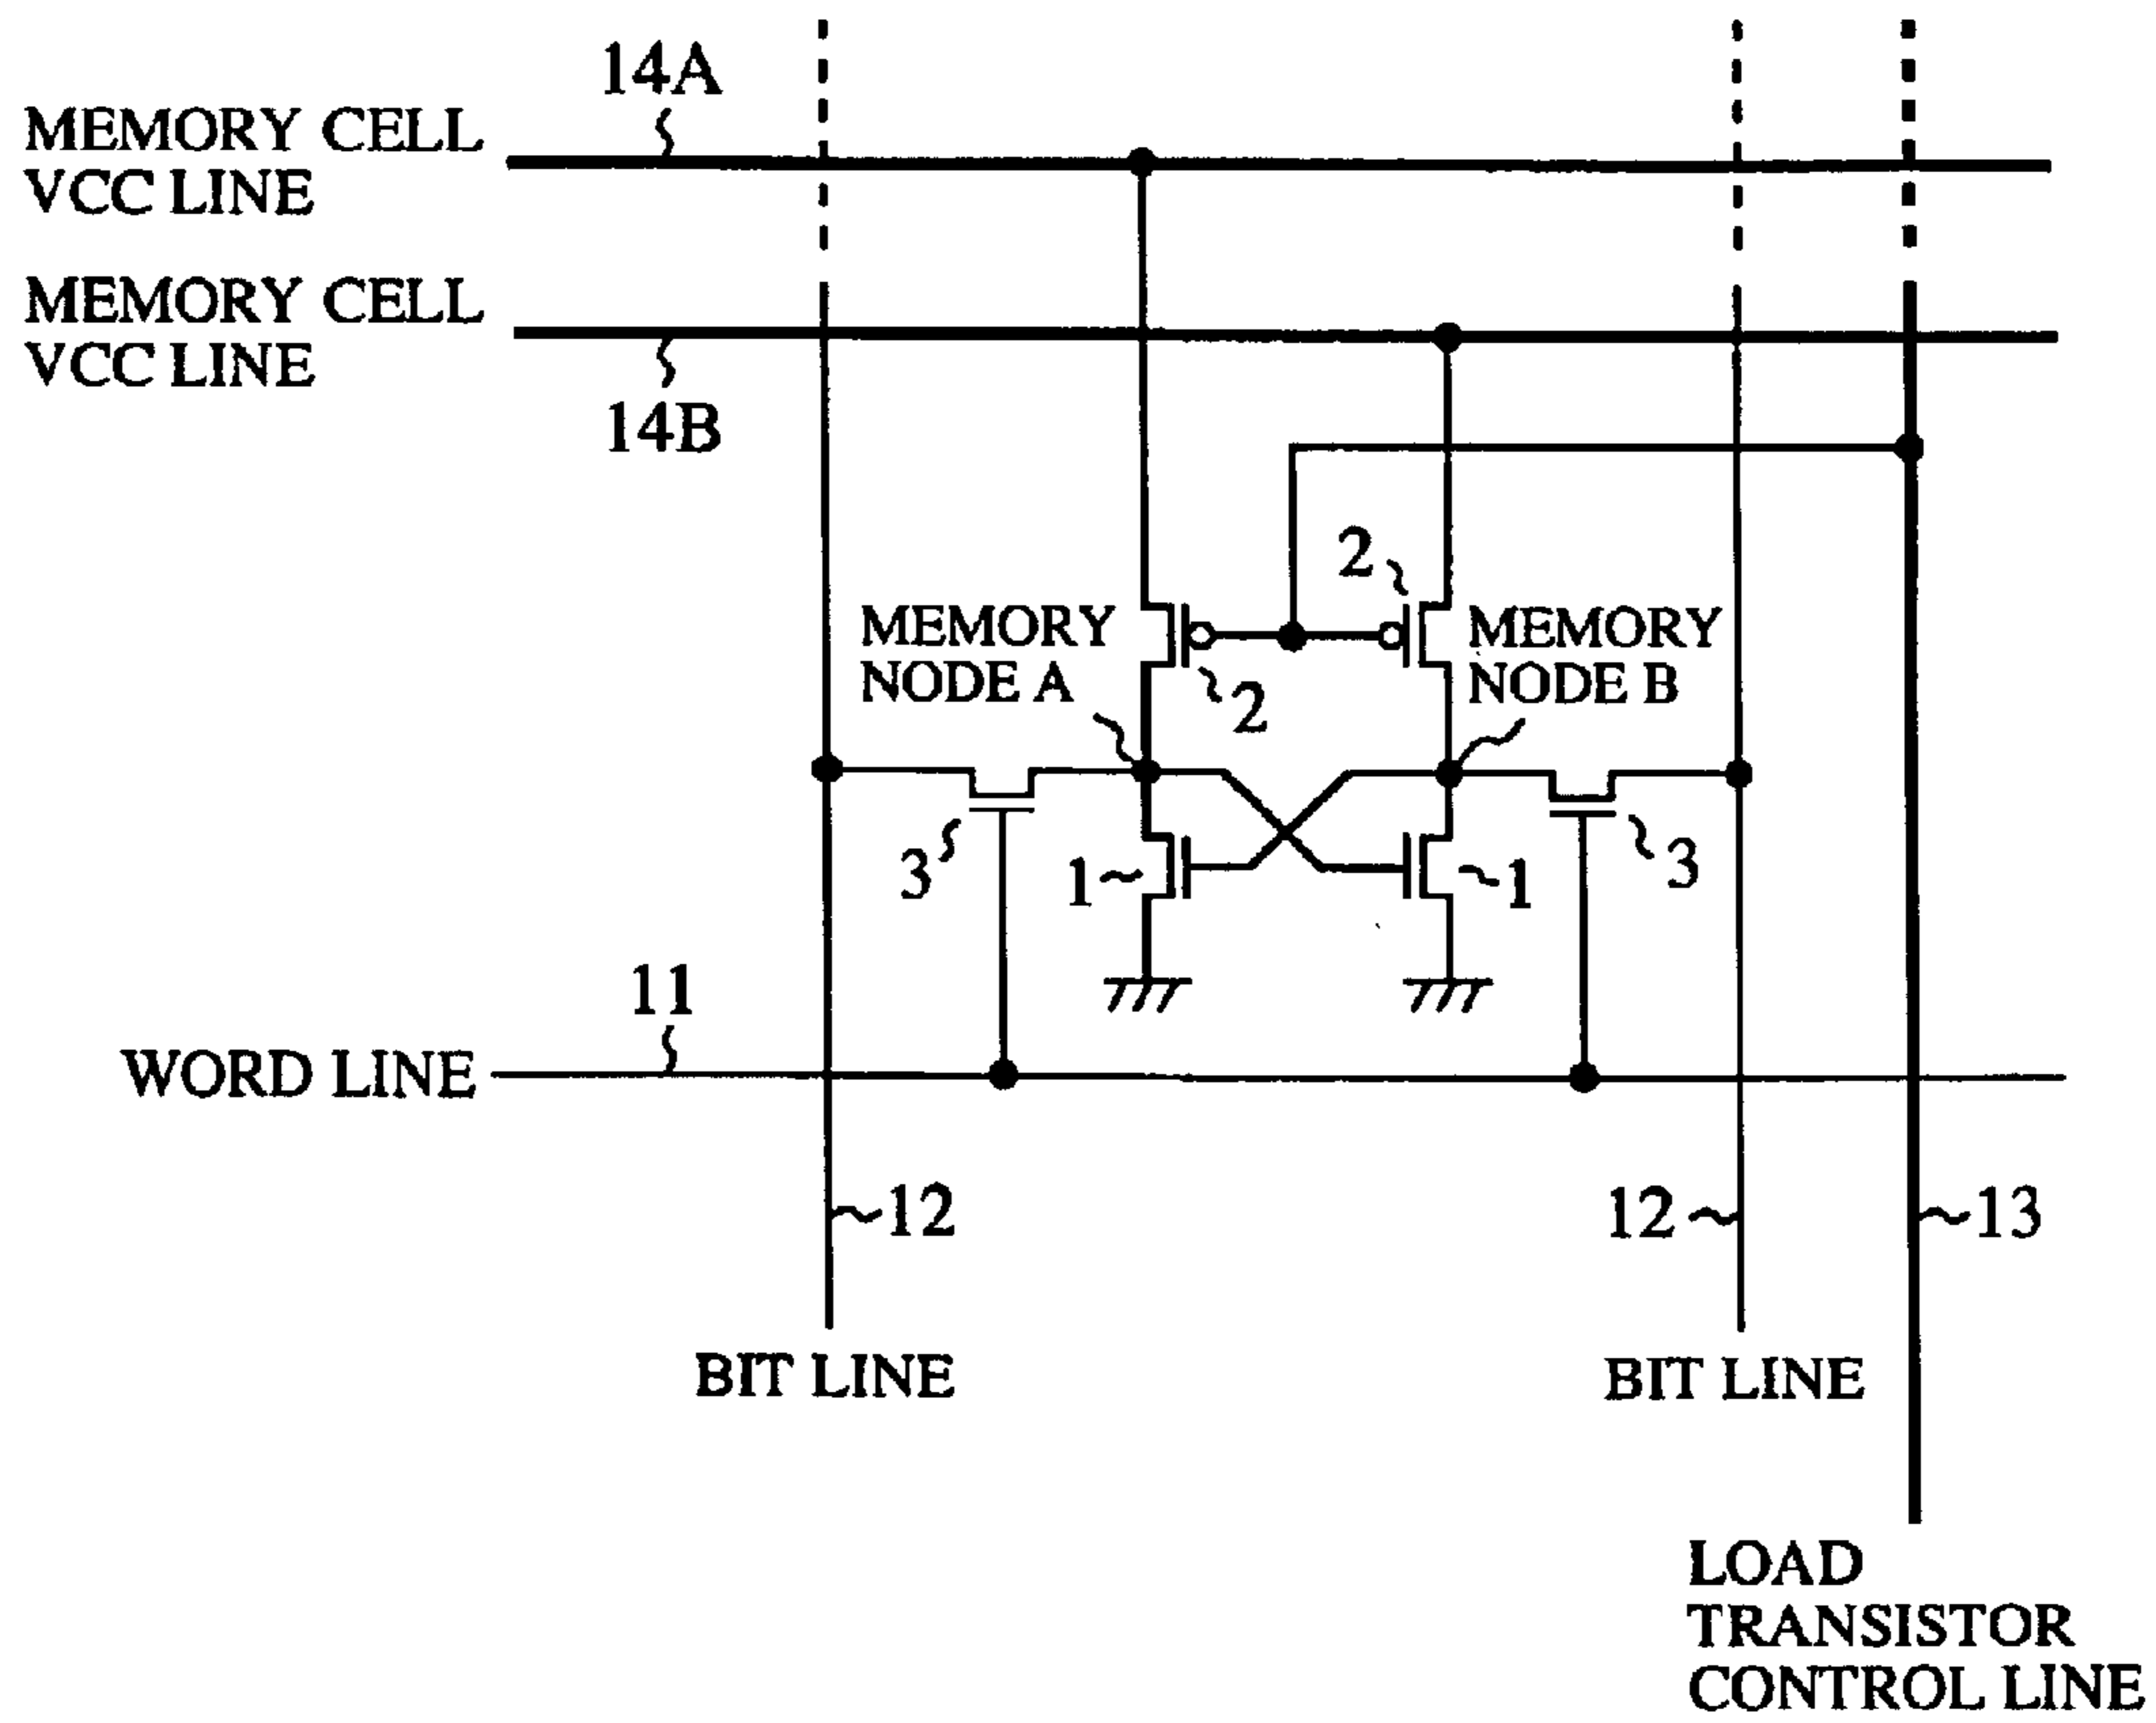 14A
MEMORY CELL
VCC LINE
MEMORY CELL
VCC LINE
14B
2
MEMORY
NODE A
MEMORY
NODE B
2
3
1
1
3
11
WORD LINE
12
12
13
BIT LINE
BIT LINE
LOAD
TRANSISTOR
CONTROL LINE